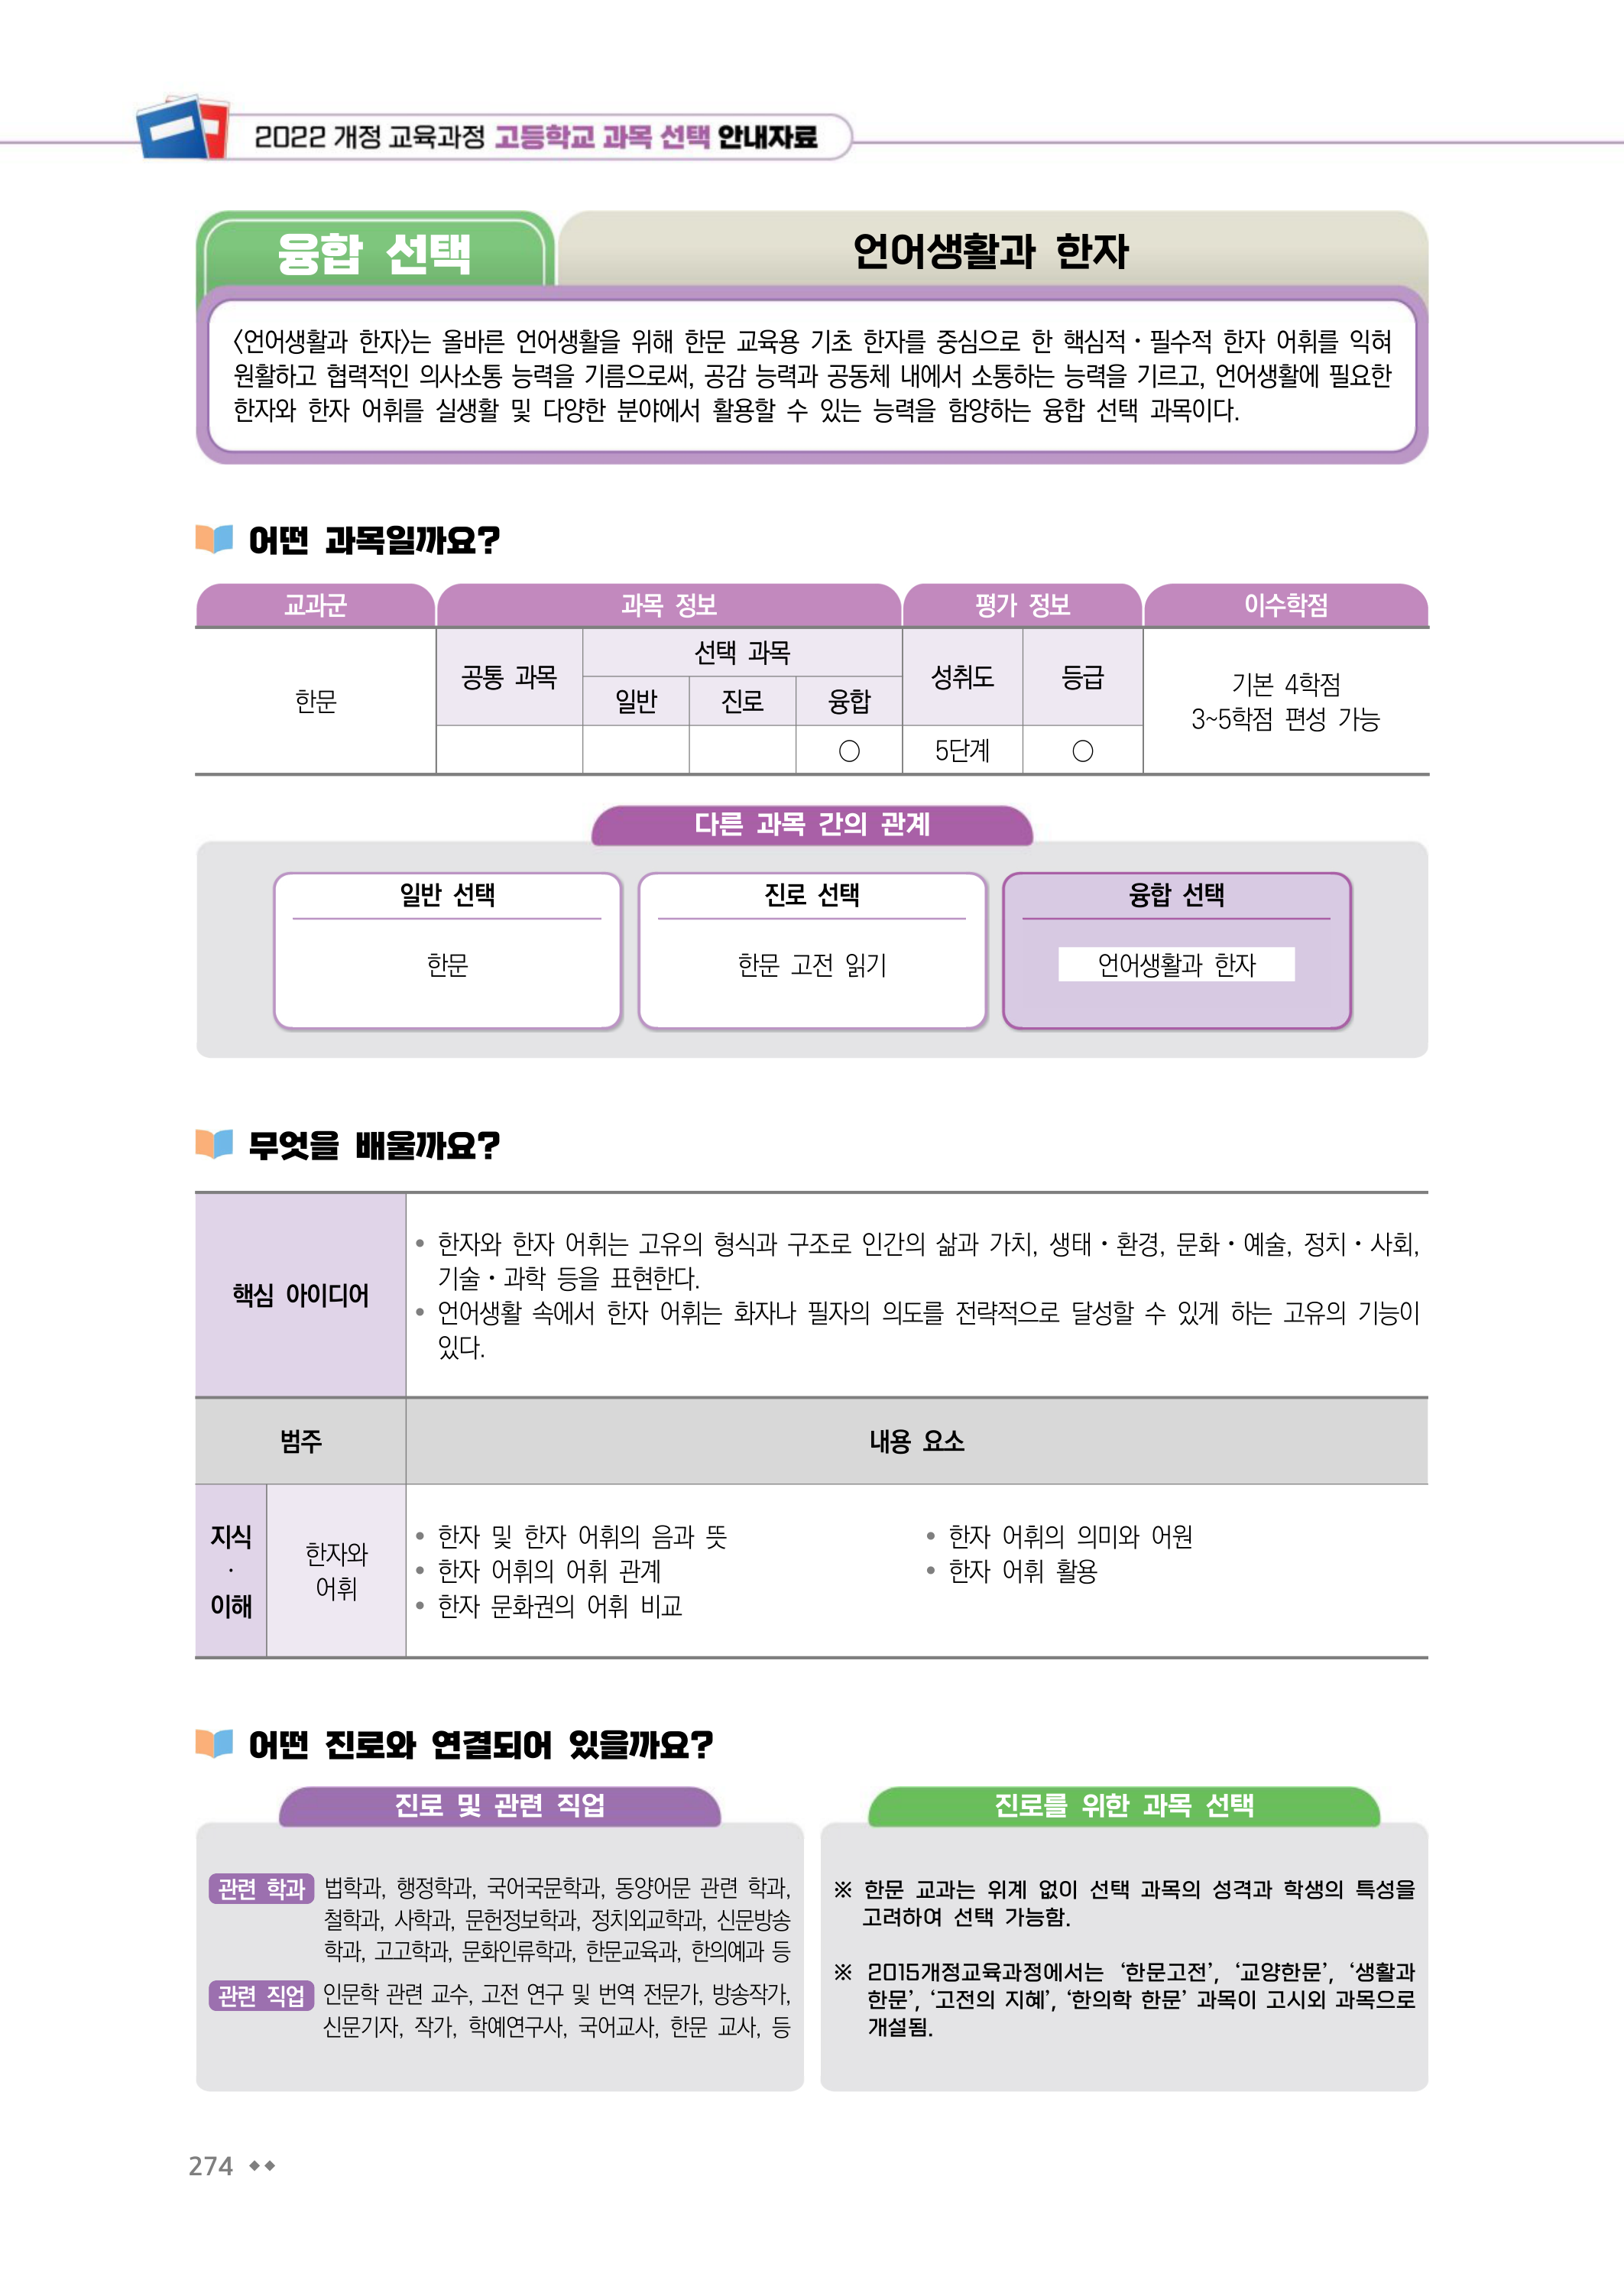 2022 개정 교육과정 고등학교 과목 선택 안내자료
융합 선택
언어생활과 한자
<언어생활과 한자>는 올바른 언어생활을 위해 한문 교육용 기초 한자를 중심으로 한 핵심적・필수적 한자 어휘를 익혀
원활하고 협력적인 의사소통 능력을 기름으로써, 공감 능력과 공동체 내에서 소통하는 능력을 기르고, 언어생활에 필요한
한자와 한자 어휘를 실생활 및 다양한 분야에서 활용할 수 있는 능력을 함양하는 융합 선택 과목이다.
어떤 과목일까요?
교과군 과목 정보 평가 정보 이수학점
한문
공통 과목
선택 과목
일반 진로 융합
성취도 등급
○ 5단계 ○
기본 4학점
3~5학점 편성 가능
다른 과목 간의 관계
일반 선택
한문
진로 선택
한문 고전 읽기
융합 선택
언어생활과 한자
무엇을 배울까요?
핵심 아이디어
• 한자와 한자 어휘는 고유의 형식과 구조로 인간의 삶과 가치, 생태・환경, 문화・예술, 정치・사회,
기술・과학 등을 표현한다.
• 언어생활 속에서 한자 어휘는 화자나 필자의 의도를 전략적으로 달성할 수 있게 하는 고유의 기능이
있다.
범주 내용 요소
지식
·
이해
한자와
어휘
• 한자 및 한자 어휘의 음과 뜻
• 한자 어휘의 어휘 관계
• 한자 문화권의 어휘 비교
• 한자 어휘의 의미와 어원
• 한자 어휘 활용
어떤 진로와 연결되어 있을까요?
진로 및 관련 직업
관련 학과 법학과, 행정학과, 국어국문학과, 동양어문 관련 학과,
철학과, 사학과, 문헌정보학과, 정치외교학과, 신문방송
학과, 고고학과, 문화인류학과, 한문교육과, 한의예과 등
관련 직업 인문학 관련 교수, 고전 연구 및 번역 전문가, 방송작가,
신문기자, 작가, 학예연구사, 국어교사, 한문 교사, 등
진로를 위한 과목 선택
※ 한문 교과는 위계 없이 선택 과목의 성격과 학생의 특성을
고려하여 선택 가능함.
※ 2015개정교육과정에서는 ‘한문고전’, ‘교양한문’, ‘생활과
한문’, ‘고전의 지혜’, ‘한의학 한문’ 과목이 고시외 과목으로
개설됨.
274